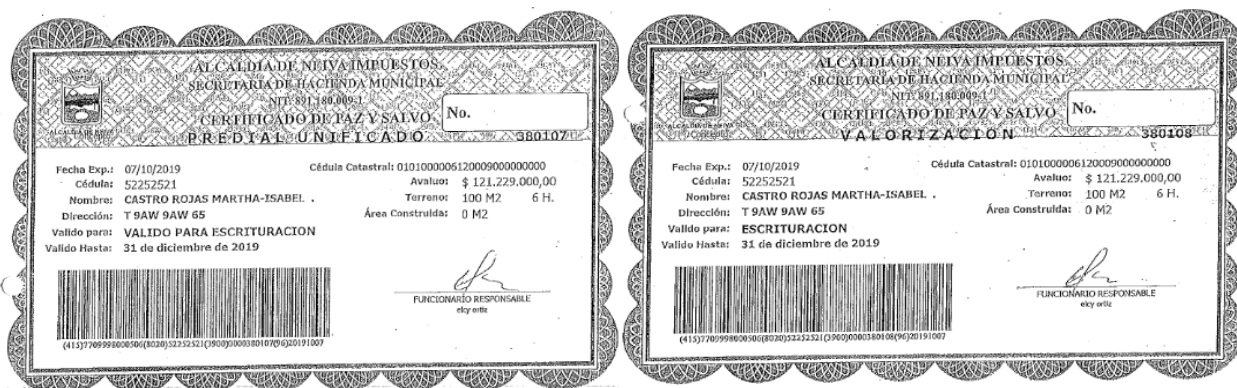 ALCALDIA DE NEIVA IMPUESTOS
SECRETARIA DE HACIENDA MUNICIPAL
NIT. 891,180.009-1
CERTIFICADO DE PAZ Y SALVO
PREDIAL UNIFICADO
No.
380107
ALCALDIA DE NEIVA
Fecha Exp.: 07/10/2019
Cédula Catastral: 0101000006120009000000000
Cédula: 52252521
Avaluo: $ 121.229.000,00
Nombre: CASTRO ROJAS MARTHA-ISABEL .
Terreno: 100 M2 6 H.
Dirección: T 9AW 9AW 65
Área Construida: 0 M2
Valido para: VALIDO PARA ESCRITURACION
Valido Hasta: 31 de diciembre de 2019
FUNCIONARIO RESPONSABLE
elcy ortiz
(415)7709998000506(8020)52252521(3900)0000380107(96)20191007
ALCALDIA DE NEIVA IMPUESTOS
SECRETARIA DE HACIENDA MUNICIPAL
NIT. 891,180.009-1
CERTIFICADO DE PAZ Y SALVO
VALORIZACION
No.
380108
ALCALDIA DE NEIVA
Fecha Exp.: 07/10/2019
Cédula Catastral: 0101000006120009000000000
Cédula: 52252521
Avaluo: $ 121.229.000,00
Nombre: CASTRO ROJAS MARTHA-ISABEL .
Terreno: 100 M2 6 H.
Dirección: T 9AW 9AW 65
Área Construida: 0 M2
Valido para: ESCRITURACION
Valido Hasta: 31 de diciembre de 2019
FUNCIONARIO RESPONSABLE
elcy ortiz
(415)7709998000506(8020)52252521(3900)0000380108(96)20191007